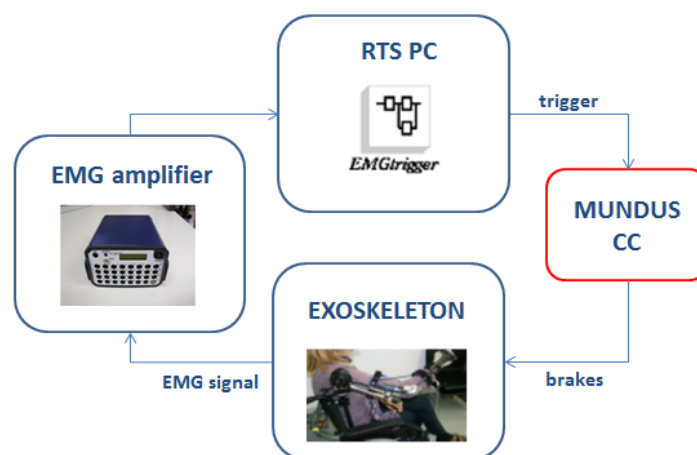 RTS PC
EMGtrigger
trigger
EMG amplifier
MUNDUS
CC
EXOSKELETON
EMG signal
brakes